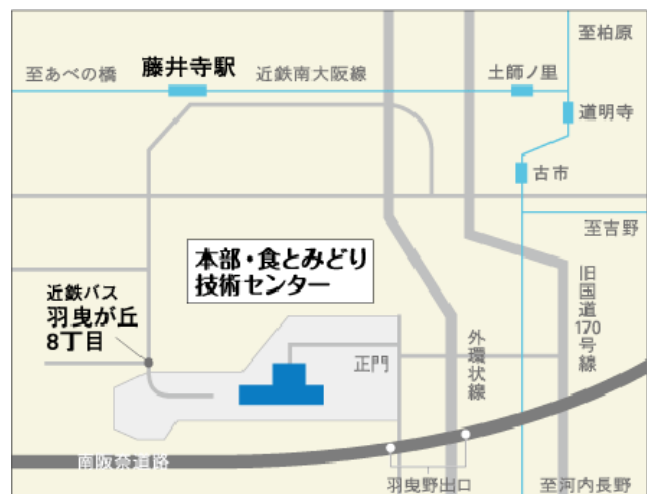 至柏原
至あべの橋
藤井寺駅
近鉄南大阪線
土師ノ里
道明寺
古市
至吉野
本部・食とみどり
技術センター
近鉄バス
羽曳が丘
8丁目
正門
外環状線
旧国道170号線
南阪奈道路
羽曳野出口
至河内長野